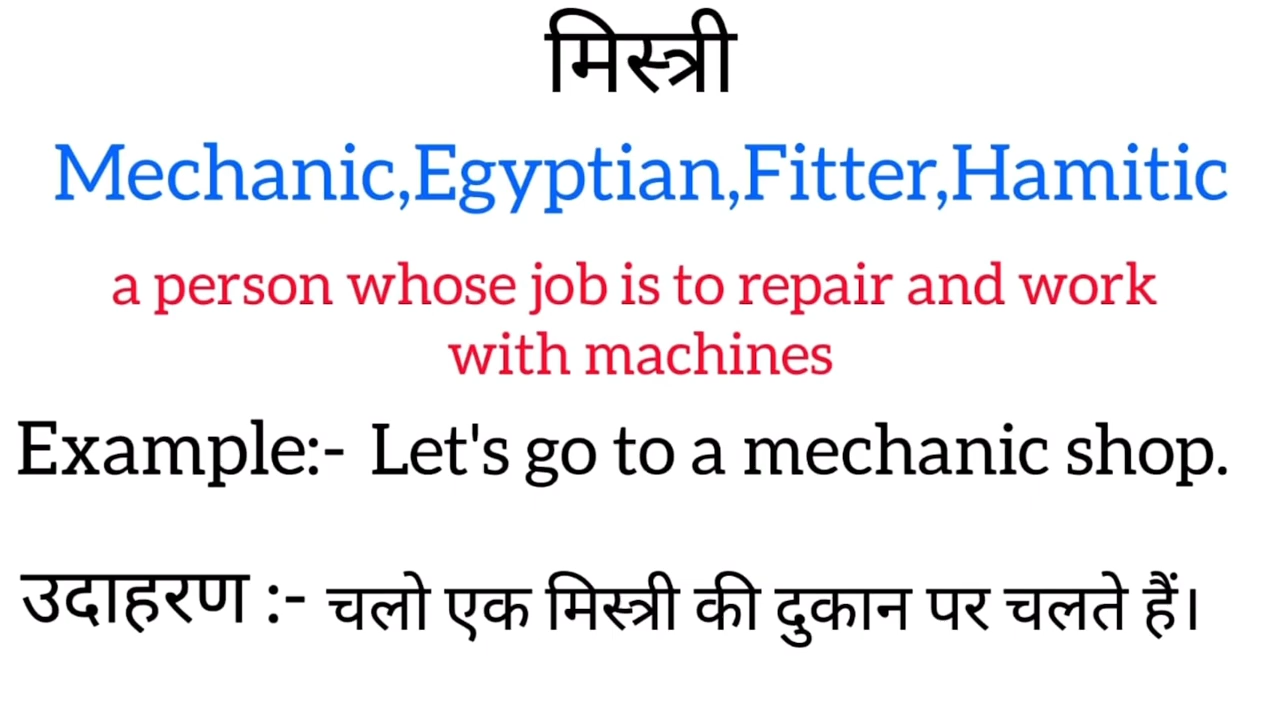 मिस्त्री
Mechanic,Egyptian,Fitter,Hamitic
a person whose job is to repair and work
with machines
Example:- Let's go to a mechanic shop.
उदाहरण :- चलो एक मिस्त्री की दुकान पर चलते हैं।